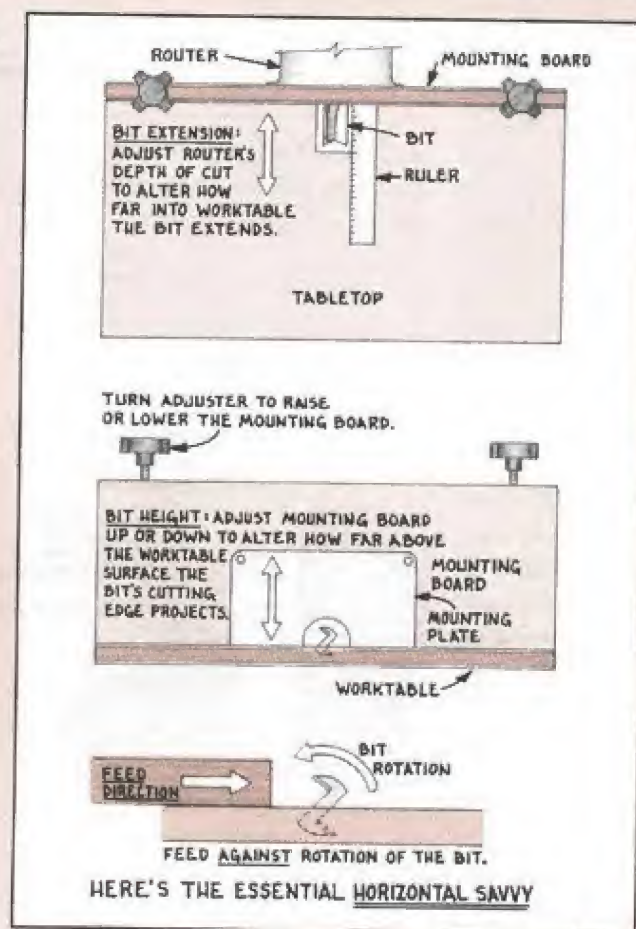 ROUTER
MOUNTING BOARD
BIT EXTENSION:
ADJUST ROUTER'S
DEPTH OF CUT
TO ALTER HOW
FAR INTO WORKTABLE
THE BIT EXTENDS.
BIT
RULER
TABLETOP
TURN ADJUSTER TO RAISE
OR LOWER THE MOUNTING BOARD.
BIT HEIGHT: ADJUST MOUNTING BOARD
UP OR DOWN TO ALTER HOW FAR ABOVE
THE WORKTABLE
SURFACE THE
BIT'S CUTTING
EDGE PROJECTS.
MOUNTING
BOARD
MOUNTING
PLATE
WORKTABLE
BIT
ROTATION
FEED
DIRECTION
FEED AGAINST ROTATION OF THE BIT.
HERE'S THE ESSENTIAL HORIZONTAL SAVVY